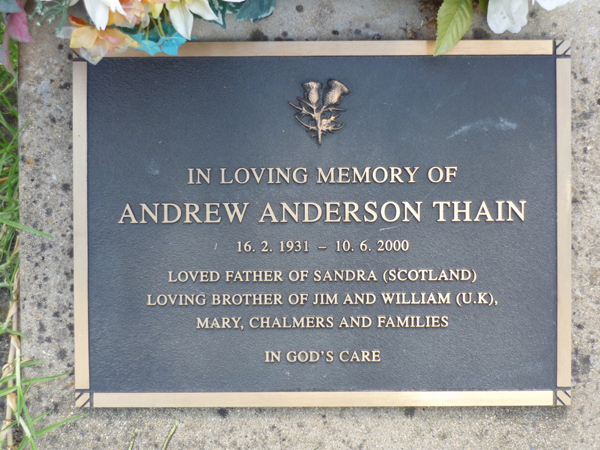 IN LOVING MEMORY OF
ANDREW ANDERSON THAIN
16. 2. 1931 – 10. 6. 2000
LOVED FATHER OF SANDRA (SCOTLAND)
LOVING BROTHER OF JIM AND WILLIAM (U.K),
MARY, CHALMERS AND FAMILIES
IN GOD'S CARE